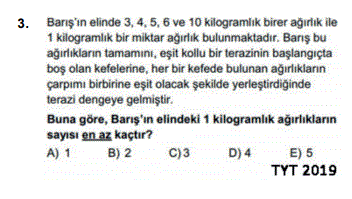 3. Barış'ın elinde 3, 4, 5, 6 ve 10 kilogramlık birer ağırlık ile
1 kilogramlık bir miktar ağırlık bulunmaktadır. Barış bu
ağırlıkların tamamını, eşit kollu bir terazinin başlangıçta
boş olan kefelerine, her bir kefede bulunan ağırlıkların
çarpımı birbirine eşit olacak şekilde yerleştirdiğinde
terazi dengeye gelmiştir.
Buna göre, Barış'ın elindeki 1 kilogramlık ağırlıkların
sayısı en az kaçtır?
A) 1 B) 2 C) 3 D) 4 E) 5
TYT 2019